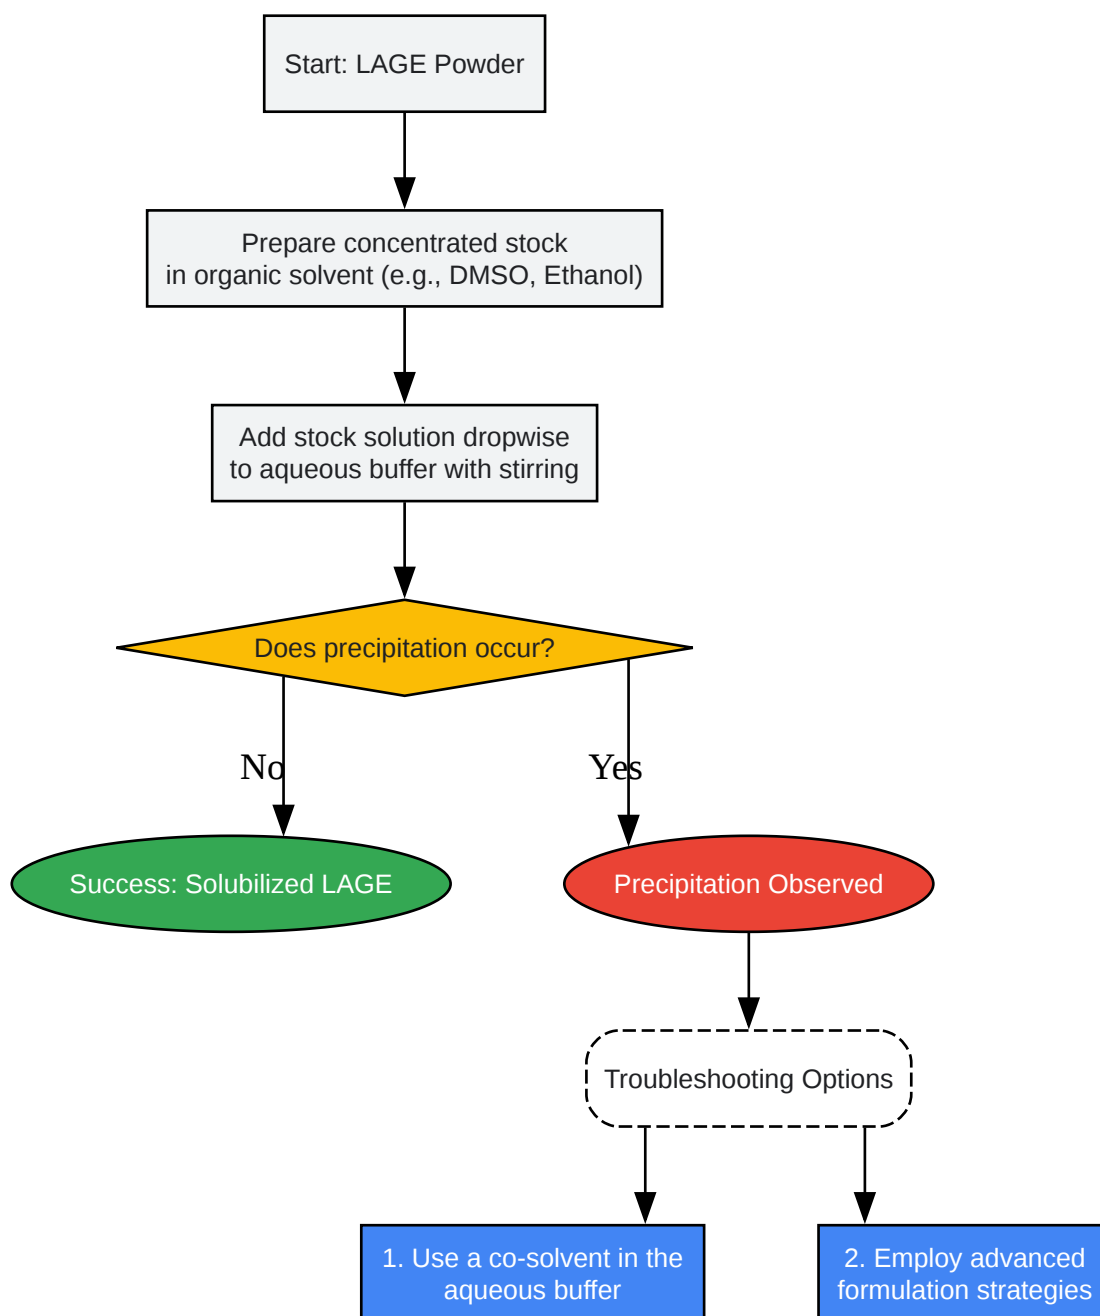 Start: LAGE Powder
Prepare concentrated stock
in organic solvent (e.g., DMSO, Ethanol)
Add stock solution dropwise
to aqueous buffer with stirring
Does precipitation occur?
No
Yes
Success: Solubilized LAGE
Precipitation Observed
Troubleshooting Options
1. Use a co-solvent in the
aqueous buffer
2. Employ advanced
formulation strategies